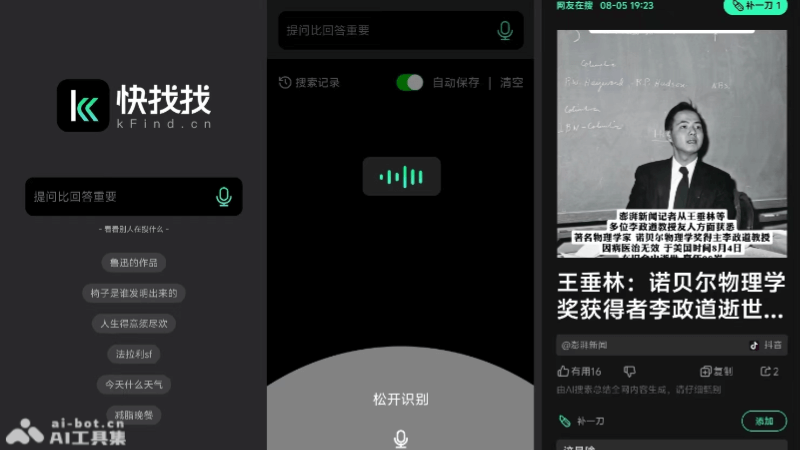 快找找
kFind.cn
提问比回答重要
- 看看别人在搜什么 -
鲁迅的作品
椅子是谁发明出来的
人生得意须尽欢
法拉利sf
今天什么天气
减脂晚餐
ai-bot.cn
AI工具集
提问比回答重要
搜索记录
自动保存 | 清空
松开识别
网友在搜 08-05 19:23
补一刀 1
澎湃新闻记者从王垂林等
多位李政道教授友人方面获悉
著名物理学家 诺贝尔物理学奖得主李政道教授
因病医治无效 于美国时间8月4日
王垂林：诺贝尔物理学
奖获得者李政道逝世...
@澎湃新闻
抖音
有用16
复制
2
由AI搜索总结全网内容生成，请仔细甄别
补一刀
添加